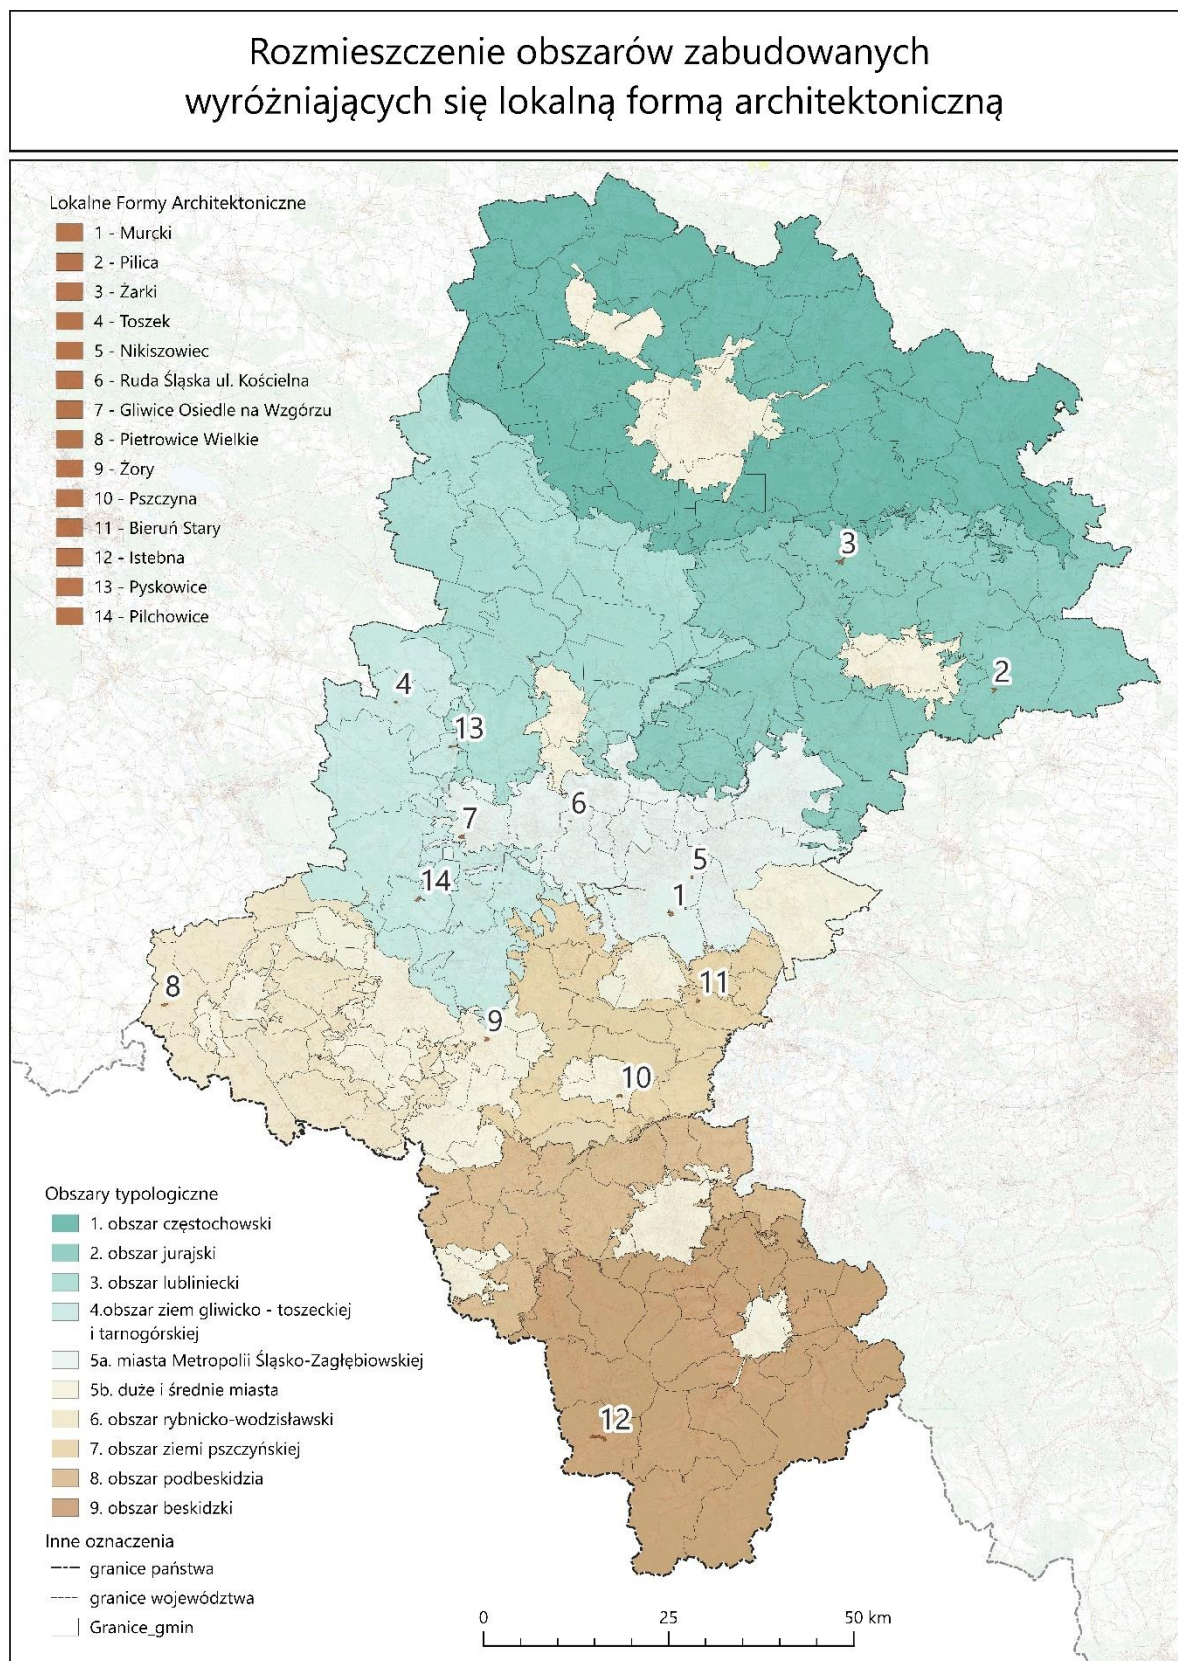 Rozmieszczenie obszarów zabudowanych
wyróżniających się lokalną formą architektoniczną
Lokalne Formy Architektoniczne
1 - Murcki
2 - Pilica
3 - Żarki
4 - Toszek
5 - Nikiszowiec
6 - Ruda Śląska ul. Kościelna
7 - Gliwice Osiedle na Wzgórzu
8 - Pietrowice Wielkie
9 - Żory
10 - Pszczyna
11 - Bieruń Stary
12 - Istebna
13 - Pyskowice
14 - Pilchowice
3
2
4
13
6
7
5
14
1
8
11
9
10
12
Obszary typologiczne
1. obszar częstochowski
2. obszar jurajski
3. obszar lubliniecki
4.obszar ziem gliwicko - toszeckiej
i tarnogórskiej
5a. miasta Metropolii Śląsko-Zagłębiowskiej
5b. duże i średnie miasta
6. obszar rybnicko-wodzisławski
7. obszar ziemi pszczyńskiej
8. obszar podbeskidzia
9. obszar beskidzki
Inne oznaczenia
granice państwa
granice województwa
Granice_gmin
0 25 50 km